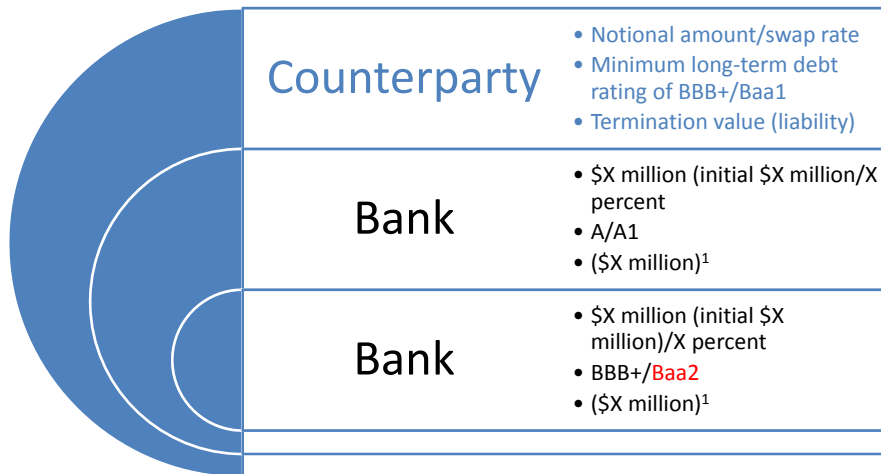 Counterparty
• Notional amount/swap rate
• Minimum long-term debt
rating of BBB+/Baa1
• Termination value (liability)
Bank
• $X million (initial $X million/X
percent
• A/A1
• ($X million)¹
Bank
• $X million (initial $X
million)/X percent
• BBB+/Baa2
• ($X million)¹